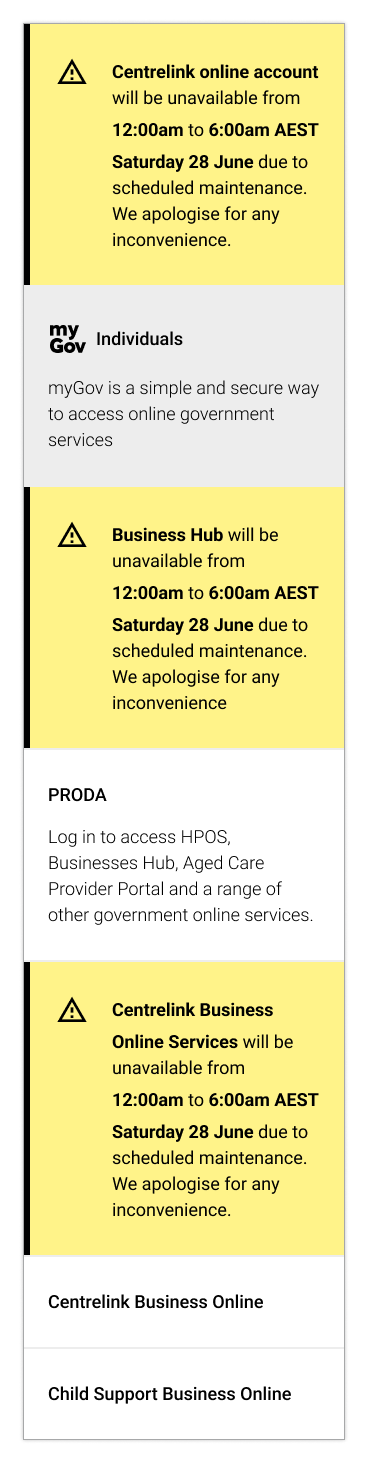 Centrelink online account
will be unavailable from
12:00am to 6:00am AEST
Saturday 28 June due to
scheduled maintenance.
We apologise for any
inconvenience.
my
Gov
Individuals
myGov is a simple and secure way
to access online government
services
Business Hub will be
unavailable from
12:00am to 6:00am AEST
Saturday 28 June due to
scheduled maintenance.
We apologise for any
inconvenience
PRODA
Log in to access HPOS,
Businesses Hub, Aged Care
Provider Portal and a range of
other government online services.
Centrelink Business
Online Services will be
unavailable from
12:00am to 6:00am AEST
Saturday 28 June due to
scheduled maintenance.
We apologise for any
inconvenience.
Centrelink Business Online
Child Support Business Online